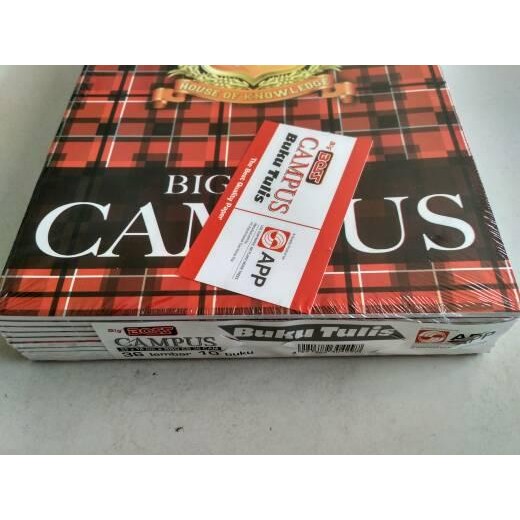 HOUSE OF KNOWLEDGE
BIG
CAMPUS
Big BOSS
CAMPUS
Buku Tulis
The Best Quality Paper
APP
Big BOSS
CAMPUS
Buku Tulis
36 lembar 10 buku
APP